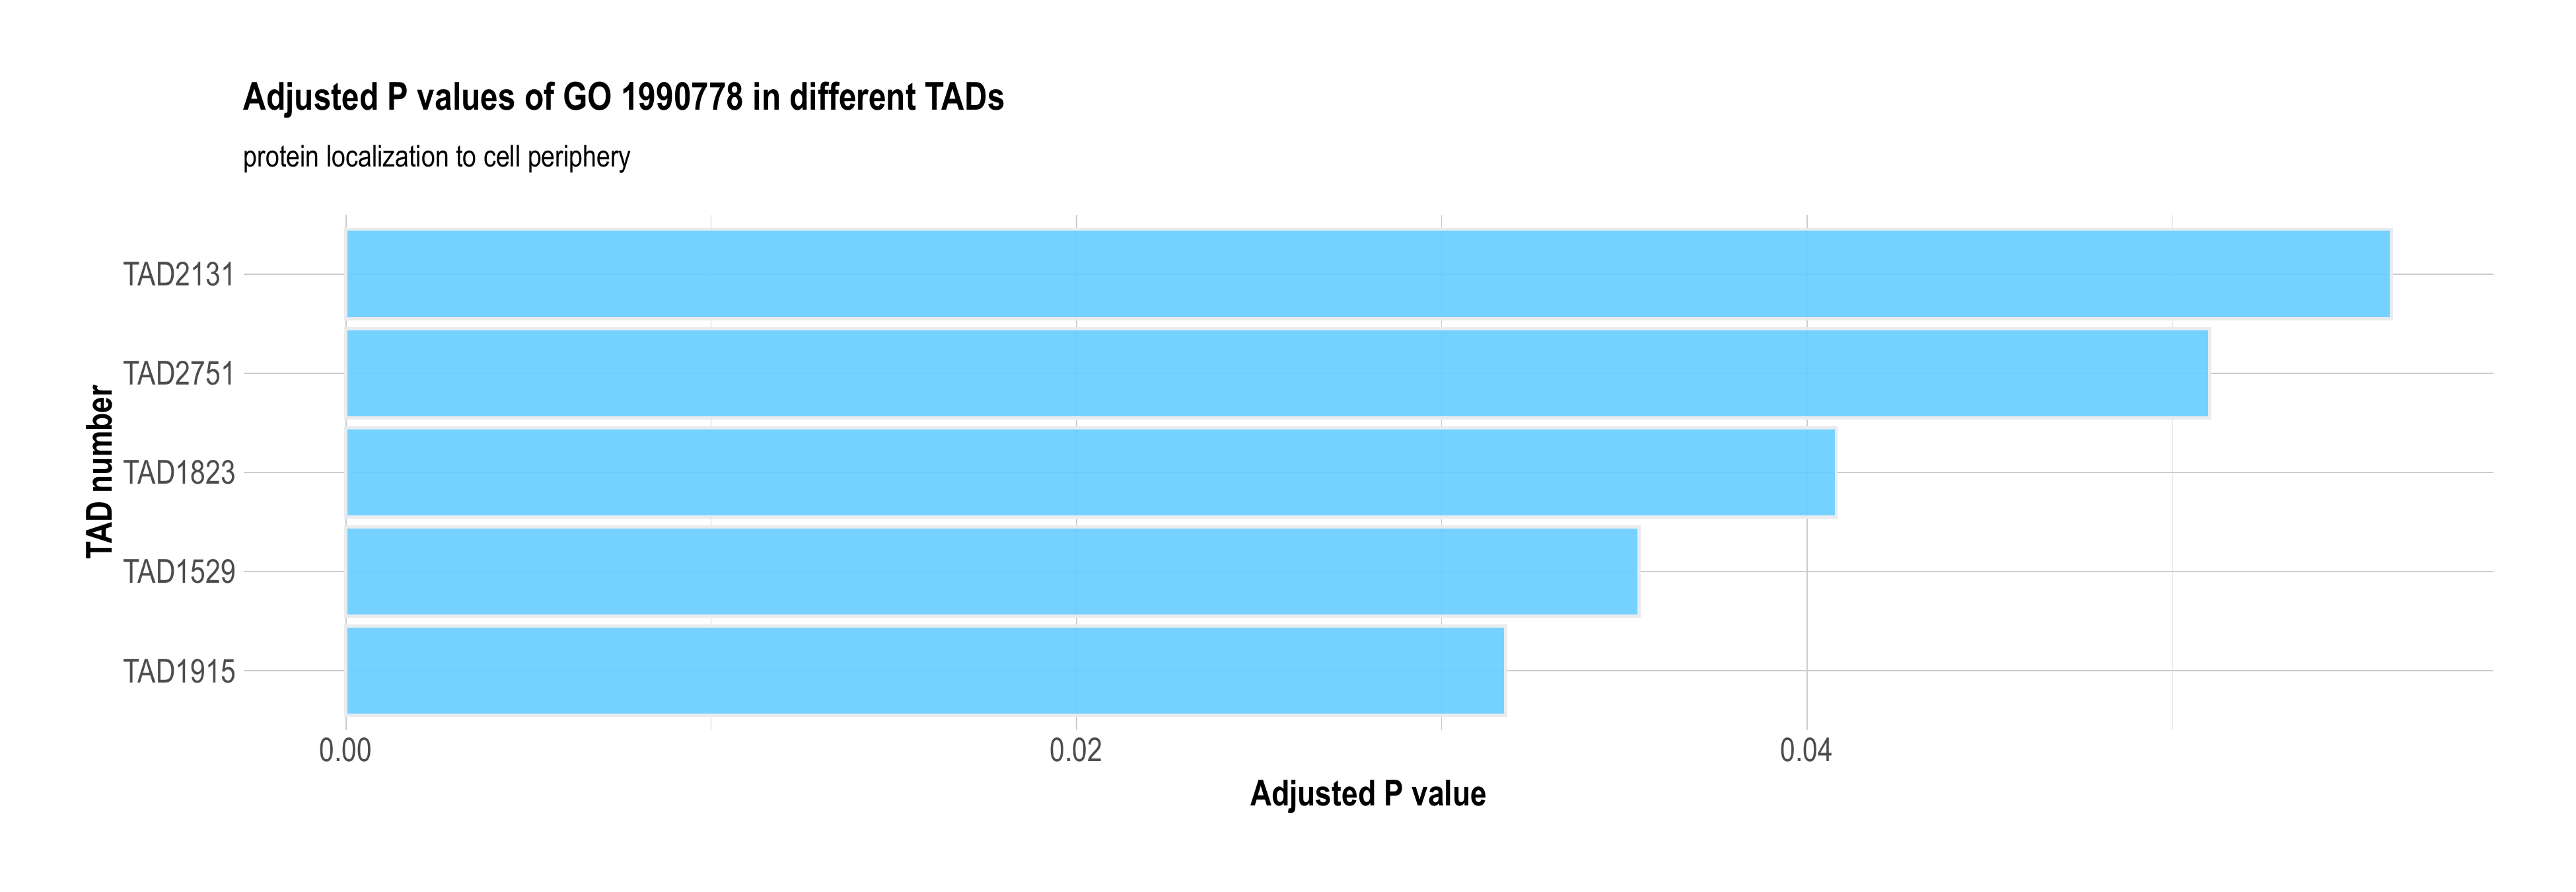 Adjusted P values of GO 1990778 in different TADs
protein localization to cell periphery
TAD number
TAD2131
TAD2751
TAD1823
TAD1529
TAD1915
0.00 0.02 0.04
Adjusted P value